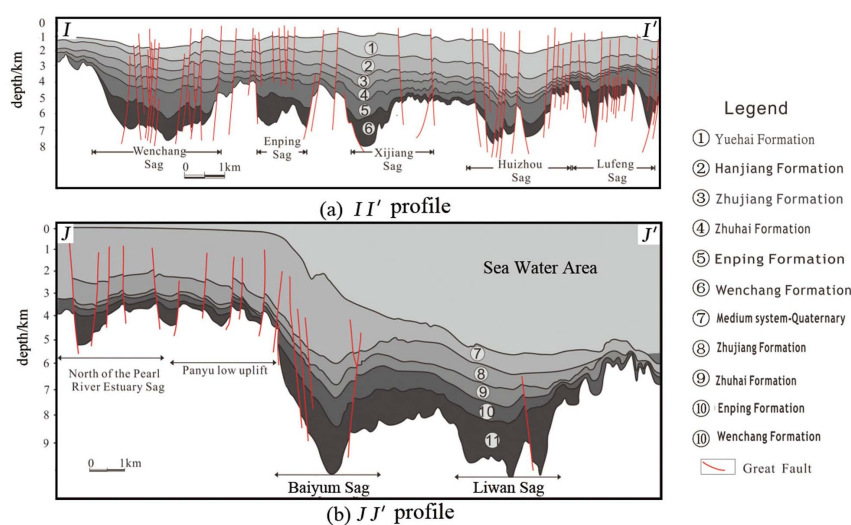 I
I′
depth/km
0
1
2
3
4
5
6
7
8
①
②
③
④
⑤
⑥
Wenchang
Sag
0 1km
Enping
Sag
Xijiang
Sag
Huizhou
Sag
Lufeng
Sag
(a) II′ profile
J
J′
depth/km
0
1
2
3
4
5
6
7
8
9
Sea Water Area
⑦
⑧
⑨
⑩
11
North of the Pearl
River Estuary Sag
Panyu low uplift
0 1km
Baiyum Sag
Liwan Sag
(b) JJ′ profile
Legend
① Yuehai Formation
② Hanjiang Formation
③ Zhujiang Formation
④ Zhuhai Formation
⑤ Enping Formation
⑥ Wenchang Formation
⑦ Medium system-Quaternary
⑧ Zhujiang Formation
⑨ Zhuhai Formation
⑩ Enping Formation
⑩ Wenchang Formation
Great Fault